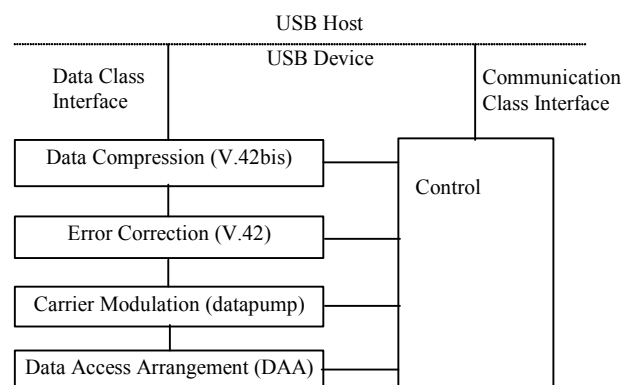 USB Host
USB Device
Data Class
Interface
Communication
Class Interface
Data Compression (V.42bis)
Control
Error Correction (V.42)
Carrier Modulation (datapump)
Data Access Arrangement (DAA)